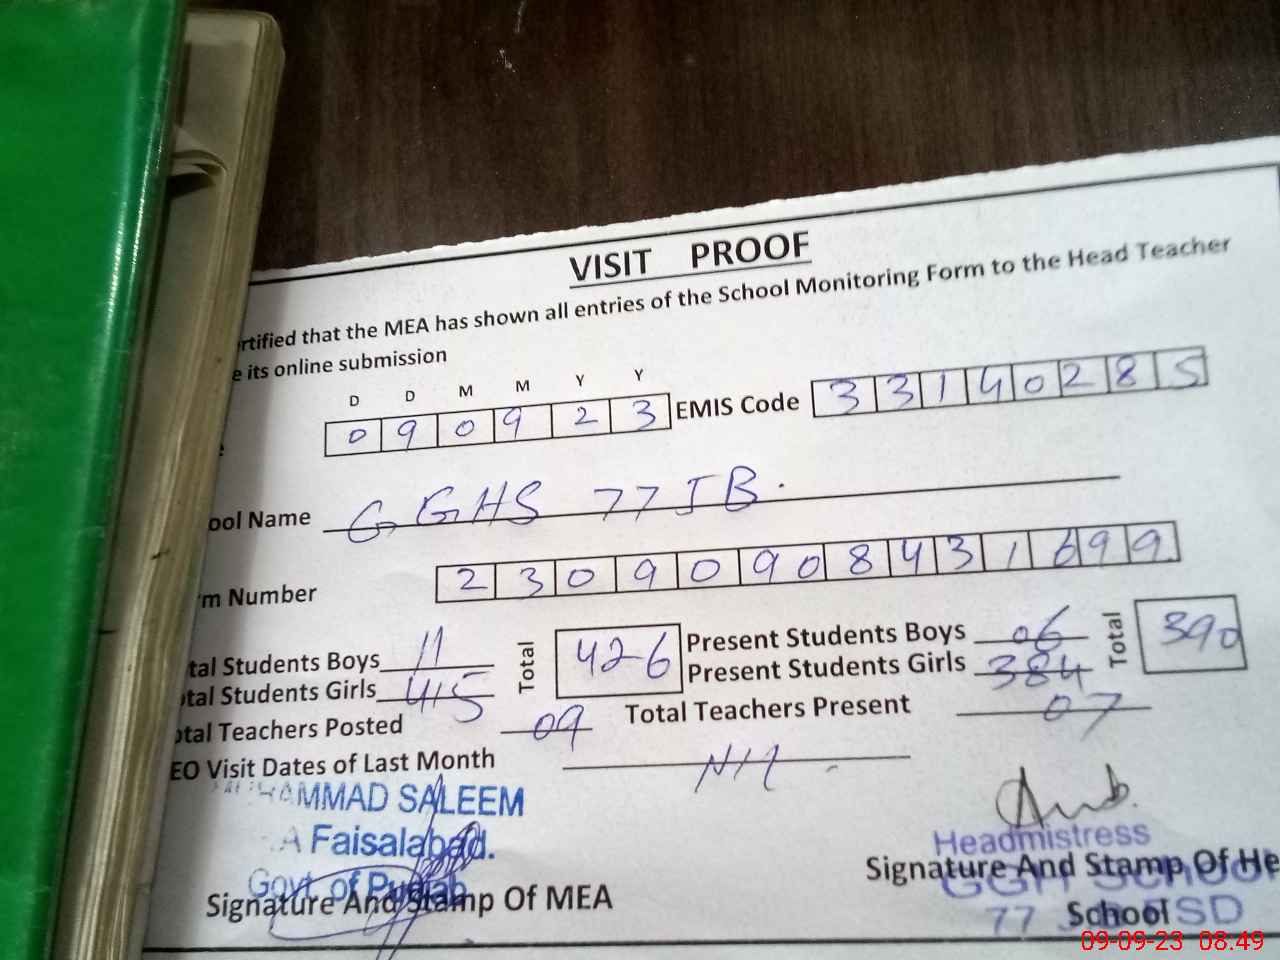 VISIT PROOF
rtified that the MEA has shown all entries of the School Monitoring Form to the Head Teacher
e its online submission
D D M M Y Y
0 9 0 9 2 3 EMIS Code 3 3 1 4 0 2 8 5
ool Name G GHS 77 JB.
m Number 2 3 0 9 0 9 0 8 4 3 1 6 9 9
tal Students Boys 11 Total 426 Present Students Boys 06 Total 390
tal Students Girls 415 Present Students Girls 384
otal Teachers Posted 09 Total Teachers Present 07
EO Visit Dates of Last Month Nil
MUHAMMAD SALEEM
A Faisalabad.
Govt. of Punjab
Signature And Stamp Of MEA
Headmistress
Signature And Stamp Of He
GGH SCHOOL
School
77 FSD
09-09-23 08:49